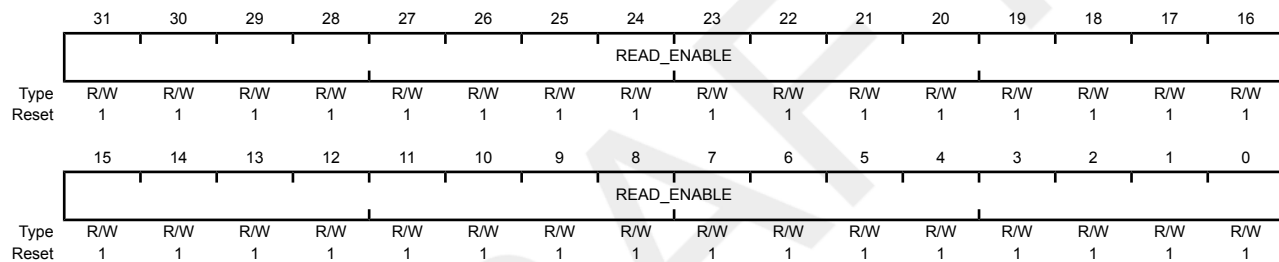 31 30 29 28 27 26 25 24 23 22 21 20 19 18 17 16
READ_ENABLE
Type R/W R/W R/W R/W R/W R/W R/W R/W R/W R/W R/W R/W R/W R/W R/W R/W
Reset 1 1 1 1 1 1 1 1 1 1 1 1 1 1 1 1
15 14 13 12 11 10 9 8 7 6 5 4 3 2 1 0
READ_ENABLE
Type R/W R/W R/W R/W R/W R/W R/W R/W R/W R/W R/W R/W R/W R/W R/W R/W
Reset 1 1 1 1 1 1 1 1 1 1 1 1 1 1 1 1